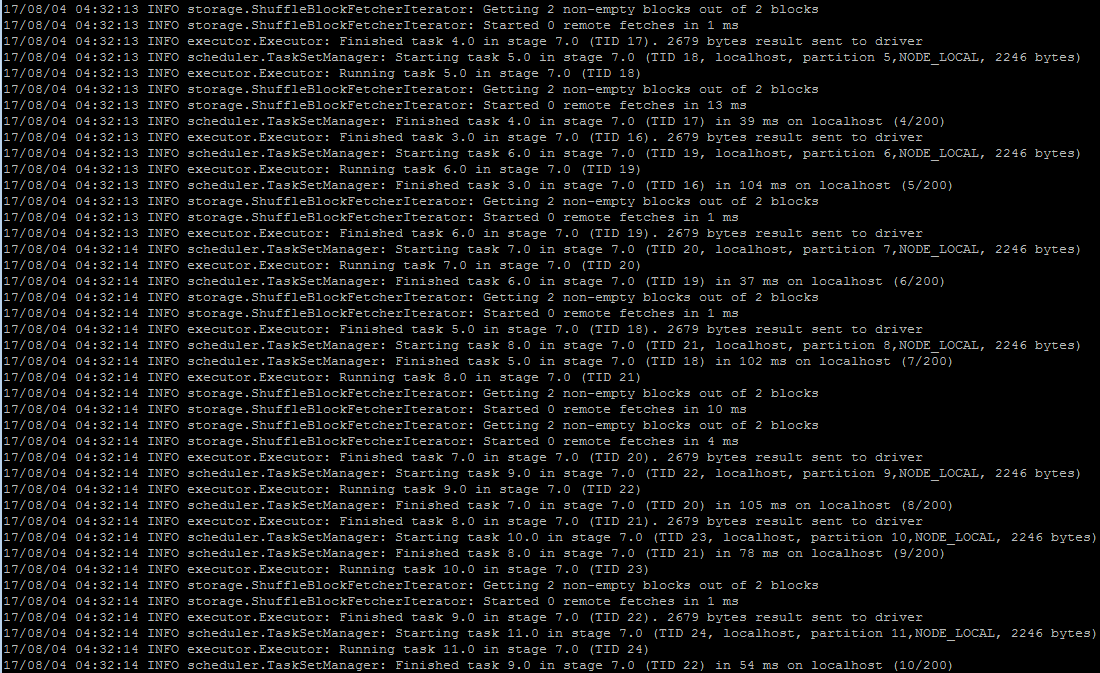 17/08/04 04:32:13 INFO storage.ShuffleBlockFetcherIterator: Getting 2 non-empty blocks out of 2 blocks
17/08/04 04:32:13 INFO storage.ShuffleBlockFetcherIterator: Started 0 remote fetches in 1 ms
17/08/04 04:32:13 INFO executor.Executor: Finished task 4.0 in stage 7.0 (TID 17). 2679 bytes result sent to driver
17/08/04 04:32:13 INFO scheduler.TaskSetManager: Starting task 5.0 in stage 7.0 (TID 18, localhost, partition 5,NODE_LOCAL, 2246 bytes)
17/08/04 04:32:13 INFO executor.Executor: Running task 5.0 in stage 7.0 (TID 18)
17/08/04 04:32:13 INFO storage.ShuffleBlockFetcherIterator: Getting 2 non-empty blocks out of 2 blocks
17/08/04 04:32:13 INFO storage.ShuffleBlockFetcherIterator: Started 0 remote fetches in 13 ms
17/08/04 04:32:13 INFO scheduler.TaskSetManager: Finished task 4.0 in stage 7.0 (TID 17) in 39 ms on localhost (4/200)
17/08/04 04:32:13 INFO executor.Executor: Finished task 3.0 in stage 7.0 (TID 16). 2679 bytes result sent to driver
17/08/04 04:32:13 INFO scheduler.TaskSetManager: Starting task 6.0 in stage 7.0 (TID 19, localhost, partition 6,NODE_LOCAL, 2246 bytes)
17/08/04 04:32:13 INFO executor.Executor: Running task 6.0 in stage 7.0 (TID 19)
17/08/04 04:32:13 INFO scheduler.TaskSetManager: Finished task 3.0 in stage 7.0 (TID 16) in 104 ms on localhost (5/200)
17/08/04 04:32:13 INFO storage.ShuffleBlockFetcherIterator: Getting 2 non-empty blocks out of 2 blocks
17/08/04 04:32:13 INFO storage.ShuffleBlockFetcherIterator: Started 0 remote fetches in 1 ms
17/08/04 04:32:13 INFO executor.Executor: Finished task 6.0 in stage 7.0 (TID 19). 2679 bytes result sent to driver
17/08/04 04:32:14 INFO scheduler.TaskSetManager: Starting task 7.0 in stage 7.0 (TID 20, localhost, partition 7,NODE_LOCAL, 2246 bytes)
17/08/04 04:32:14 INFO executor.Executor: Running task 7.0 in stage 7.0 (TID 20)
17/08/04 04:32:14 INFO scheduler.TaskSetManager: Finished task 6.0 in stage 7.0 (TID 19) in 37 ms on localhost (6/200)
17/08/04 04:32:14 INFO storage.ShuffleBlockFetcherIterator: Getting 2 non-empty blocks out of 2 blocks
17/08/04 04:32:14 INFO storage.ShuffleBlockFetcherIterator: Started 0 remote fetches in 1 ms
17/08/04 04:32:14 INFO executor.Executor: Finished task 5.0 in stage 7.0 (TID 18). 2679 bytes result sent to driver
17/08/04 04:32:14 INFO scheduler.TaskSetManager: Starting task 8.0 in stage 7.0 (TID 21, localhost, partition 8,NODE_LOCAL, 2246 bytes)
17/08/04 04:32:14 INFO scheduler.TaskSetManager: Finished task 5.0 in stage 7.0 (TID 18) in 102 ms on localhost (7/200)
17/08/04 04:32:14 INFO executor.Executor: Running task 8.0 in stage 7.0 (TID 21)
17/08/04 04:32:14 INFO storage.ShuffleBlockFetcherIterator: Getting 2 non-empty blocks out of 2 blocks
17/08/04 04:32:14 INFO storage.ShuffleBlockFetcherIterator: Started 0 remote fetches in 10 ms
17/08/04 04:32:14 INFO storage.ShuffleBlockFetcherIterator: Getting 2 non-empty blocks out of 2 blocks
17/08/04 04:32:14 INFO storage.ShuffleBlockFetcherIterator: Started 0 remote fetches in 4 ms
17/08/04 04:32:14 INFO executor.Executor: Finished task 7.0 in stage 7.0 (TID 20). 2679 bytes result sent to driver
17/08/04 04:32:14 INFO scheduler.TaskSetManager: Starting task 9.0 in stage 7.0 (TID 22, localhost, partition 9,NODE_LOCAL, 2246 bytes)
17/08/04 04:32:14 INFO executor.Executor: Running task 9.0 in stage 7.0 (TID 22)
17/08/04 04:32:14 INFO scheduler.TaskSetManager: Finished task 7.0 in stage 7.0 (TID 20) in 105 ms on localhost (8/200)
17/08/04 04:32:14 INFO executor.Executor: Finished task 8.0 in stage 7.0 (TID 21). 2679 bytes result sent to driver
17/08/04 04:32:14 INFO scheduler.TaskSetManager: Starting task 10.0 in stage 7.0 (TID 23, localhost, partition 10,NODE_LOCAL, 2246 bytes)
17/08/04 04:32:14 INFO scheduler.TaskSetManager: Finished task 8.0 in stage 7.0 (TID 21) in 78 ms on localhost (9/200)
17/08/04 04:32:14 INFO executor.Executor: Running task 10.0 in stage 7.0 (TID 23)
17/08/04 04:32:14 INFO storage.ShuffleBlockFetcherIterator: Getting 2 non-empty blocks out of 2 blocks
17/08/04 04:32:14 INFO storage.ShuffleBlockFetcherIterator: Started 0 remote fetches in 1 ms
17/08/04 04:32:14 INFO executor.Executor: Finished task 9.0 in stage 7.0 (TID 22). 2679 bytes result sent to driver
17/08/04 04:32:14 INFO scheduler.TaskSetManager: Starting task 11.0 in stage 7.0 (TID 24, localhost, partition 11,NODE_LOCAL, 2246 bytes)
17/08/04 04:32:14 INFO executor.Executor: Running task 11.0 in stage 7.0 (TID 24)
17/08/04 04:32:14 INFO scheduler.TaskSetManager: Finished task 9.0 in stage 7.0 (TID 22) in 54 ms on localhost (10/200)